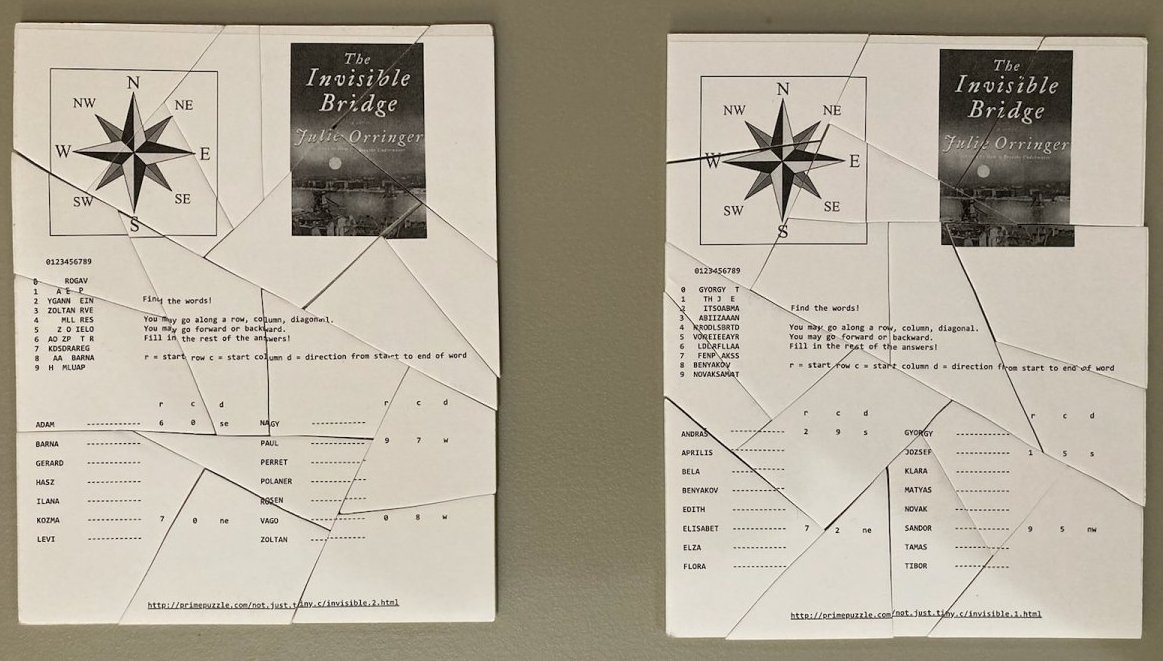 N
NW NE
W E
SW SE
S
The
Invisible
Bridge
Julie Orringer
0123456789
0     ROGAV
1   A E  P
2 YGANN  EIN
3 ZOLTAN RVE
4    MLL RES
5   Z O IELO
6 AO ZP  T R
7 KDSDRAREG
8  AA  BARNA
9 H  MLUAP
Find the words!
You may go along a row, column, diagonal.
You may go forward or backward.
Fill in the rest of the answers!
r = start row c = start column d = direction from start to end of word
r c d r c d
ADAM ------------ 6 0 se NAGY ------------
BARNA ------------ PAUL ------------ 9 7 w
GERARD ------------ PERRET ------------
HASZ ------------ POLANER ------------
ILANA ------------ ROSEN ------------
KOZMA ------------ 7 0 ne VAGO ------------ 0 8 w
LEVI ------------ ZOLTAN ------------
http://primepuzzle.com/not.just.tiny.c/invisible.2.html
N
NW NE
W E
SW SE
S
The
Invisible
Bridge
Julie Orringer
0123456789
0  GYORGY  T
1   TH J  E
2   ITSOABMA
3  ABIIZAAAN
4 KRODLSBRTD
5 VOREIEEAYR
6  LDLRFLLAA
7  FENP AKSS
8 BENYAKOV
9 NOVAKSAMAT
Find the words!
You may go along a row, column, diagonal.
You may go forward or backward.
Fill in the rest of the answers!
r = start row c = start column d = direction from start to end of word
r c d r c d
ANDRAS ------------ 2 9 s GYORGY ------------
APRILIS ------------ JOZSEF ------------ 1 5 s
BELA ------------ KLARA ------------
BENYAKOV ------------ MATYAS ------------
EDITH ------------ NOVAK ------------
ELISABET ------------ 7 2 ne SANDOR ------------ 9 5 nw
ELZA ------------ TAMAS ------------
FLORA ------------ TIBOR ------------
http://primepuzzle.com/not.just.tiny.c/invisible.1.html